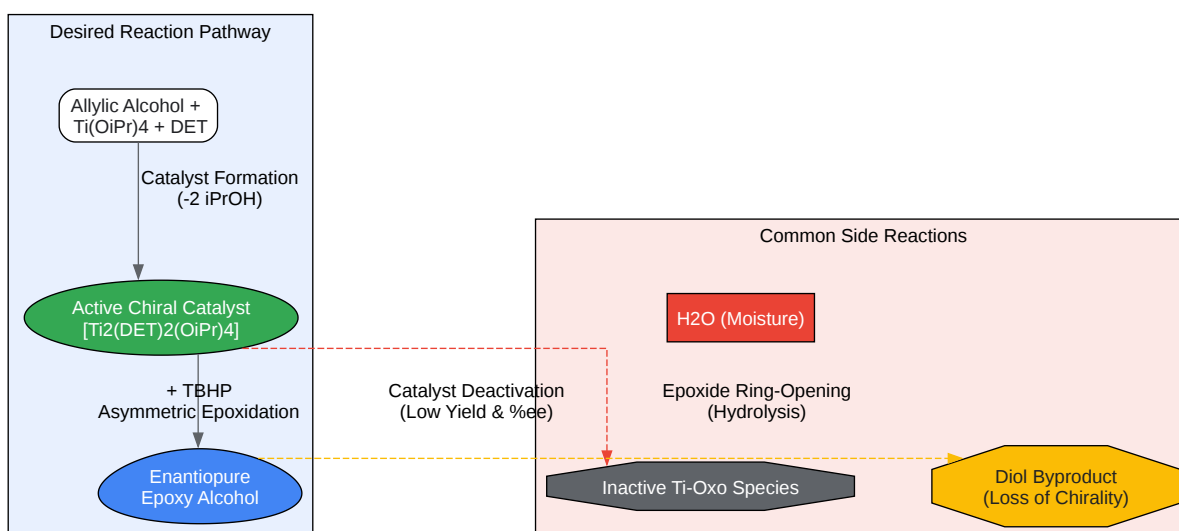 Desired Reaction Pathway
Allylic Alcohol +
Ti(OiPr)4 + DET
Catalyst Formation
(-2 iPrOH)
Active Chiral Catalyst
[Ti2(DET)2(OiPr)4]
+ TBHP
Asymmetric Epoxidation
Enantiopure
Epoxy Alcohol
Catalyst Deactivation
(Low Yield & %ee)
Common Side Reactions
H2O (Moisture)
Epoxide Ring-Opening
(Hydrolysis)
Inactive Ti-Oxo Species
Diol Byproduct
(Loss of Chirality)